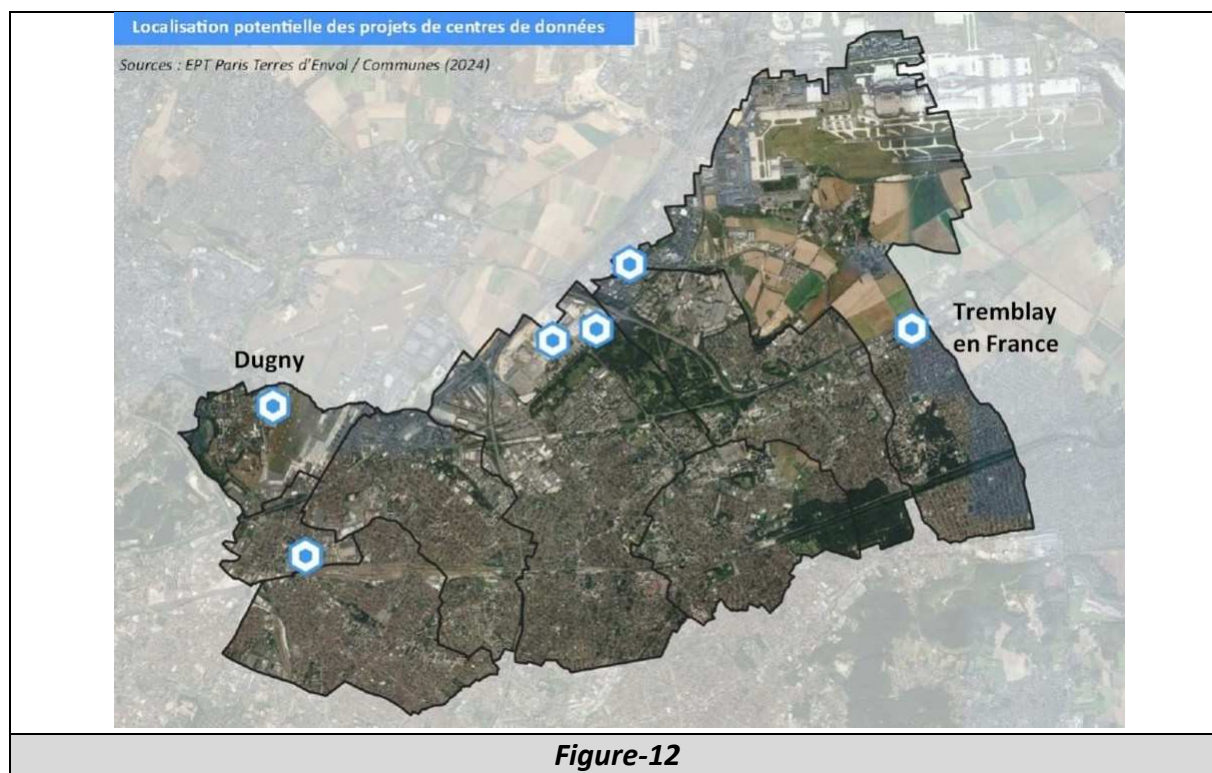 Localisation potentielle des projets de centres de données
Sources : EPT Paris Terres d'Envol / Communes (2024)
Tremblay
en France
Dugny
Figure-12